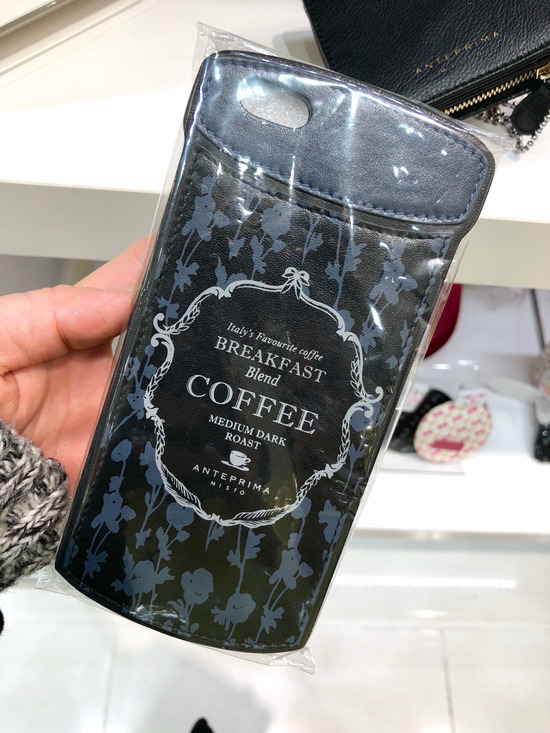 ANTEPRIMA
Italy's Favourite coffee
BREAKFAST
Blend
COFFEE
MEDIUM DARK
ROAST
ANTEPRIMA
MISTO